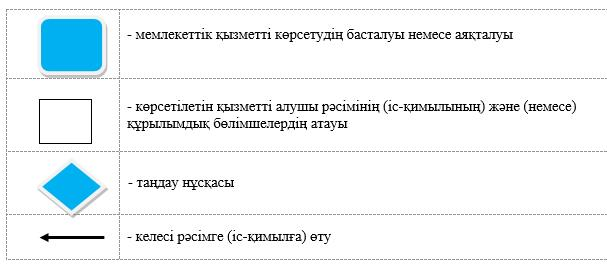 - мемлекеттік қызметті көрсетудің басталуы немесе аяқталуы
- көрсетілетін қызметті алушы рәсімінің (іс-қимылының) және (немесе)
құрылымдық бөлімшелердің атауы
- таңдау нұсқасы
- келесі рәсімге (іс-қимылға) өту